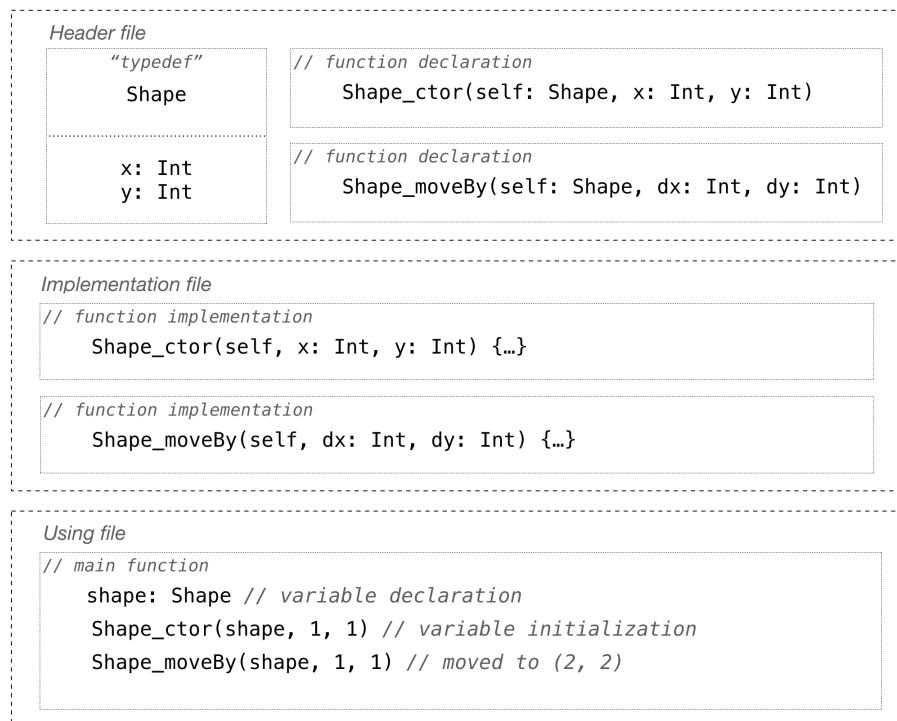 Header file
“typedef”
Shape
x: Int
y: Int
// function declaration
Shape_ctor(self: Shape, x: Int, y: Int)
// function declaration
Shape_moveBy(self: Shape, dx: Int, dy: Int)
Implementation file
// function implementation
Shape_ctor(self, x: Int, y: Int) {…}
// function implementation
Shape_moveBy(self, dx: Int, dy: Int) {…}
Using file
// main function
shape: Shape // variable declaration
Shape_ctor(shape, 1, 1) // variable initialization
Shape_moveBy(shape, 1, 1) // moved to (2, 2)